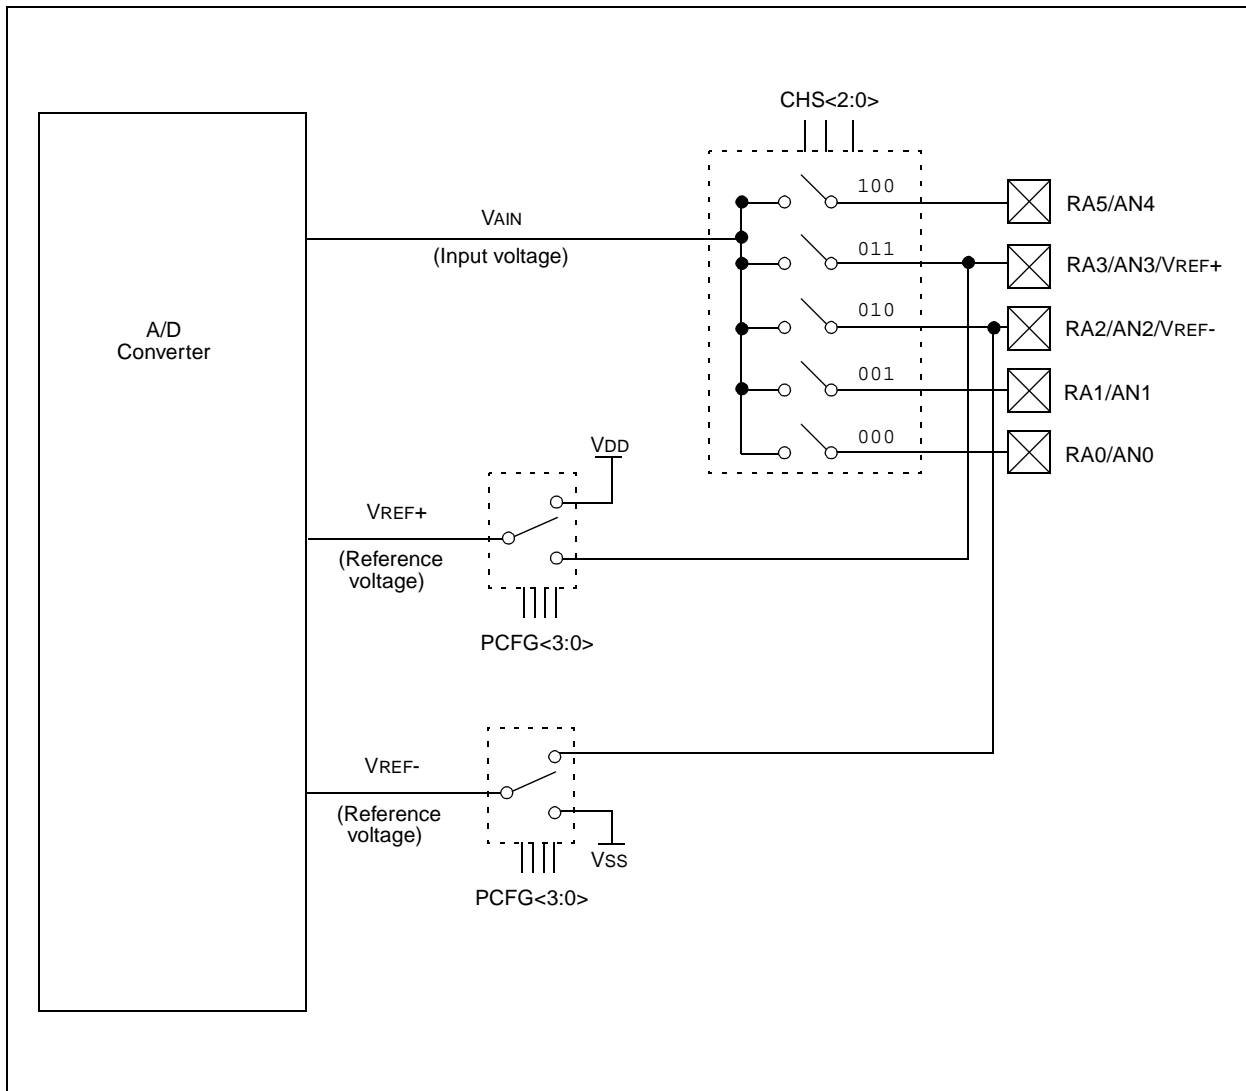 CHS<2:0>
100
RA5/AN4
VAIN
(Input voltage)
011
RA3/AN3/VREF+
010
RA2/AN2/VREF-
A/D
Converter
001
RA1/AN1
000
RA0/AN0
VDD
VREF+
(Reference
voltage)
PCFG<3:0>
VREF-
(Reference
voltage)
VSS
PCFG<3:0>